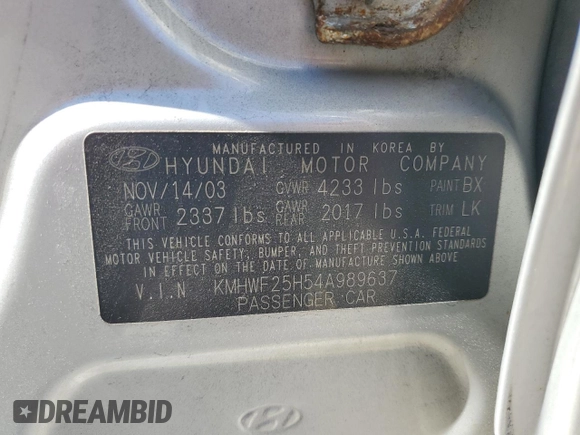 MANUFACTURED IN KOREA BY
HYUNDAI MOTOR COMPANY
NOV/14/03 GVWR 4233 lbs PAINT BX
GAWR FRONT 2337 lbs GAWR REAR 2017 lbs TRIM LK
THIS VEHICLE CONFORMS TO ALL APPLICABLE U.S.A. FEDERAL
MOTOR VEHICLE SAFETY, BUMPER, AND THEFT PREVENTION STANDARDS
IN EFFECT ON THE DATE OF MANUFACTURE SHOWN ABOVE
V.I.N KMHWF25H54A989637
PASSENGER CAR
DREAMBID